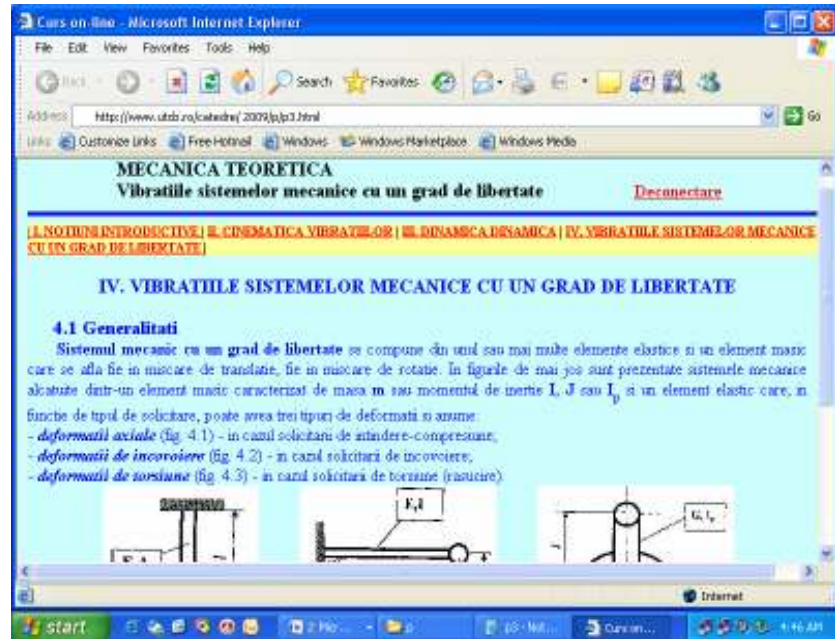 Curs on-line - Microsoft Internet Explorer
File Edit View Favorites Tools Help
Back Search Favorites
Address http://www.utcb.ro/catedre/2009/p/p3.html Go
Links Customize Links Free Hotmail Windows Windows Marketplace Windows Media
MECANICA TEORETICA
Vibratiile sistemelor mecanice cu un grad de libertate Deconectare
| I. NOTIUNI INTRODUCTIVE | II. CINEMATICA VIBRATIILOR | III. DINAMICA DINAMICA | IV. VIBRATIILE SISTEMELOR MECANICE
CU UN GRAD DE LIBERTATE |
IV. VIBRATIILE SISTEMELOR MECANICE CU UN GRAD DE LIBERTATE
4.1 Generalitati
Sistemul mecanic cu un grad de libertate se compune din unul sau mai multe elemente elastice si un element masic
care se afla fie in miscare de translatie, fie in miscare de rotatie. In figurile de mai jos sunt prezentate sistemele mecanice
alcatuite dintr-un element masic caracterizat de masa m sau momentul de inertie I, J sau Ip si un element elastic care, in
functie de tipul de solicitare, poate avea trei tipuri de deformatii si anume:
- deformatii axiale (fig. 4.1) - in cazul solicitarii de intindere-compresiune;
- deformatii de incovoiere (fig. 4.2) - in cazul solicitarii de incovoiere;
- deformatii de torsiune (fig. 4.3) - in cazul solicitarii de torsiune (rasucire)
E,I
G, Ip
E,A
Internet
start 2 Mic... p p3 - Not... Curs on... 4:46 AM